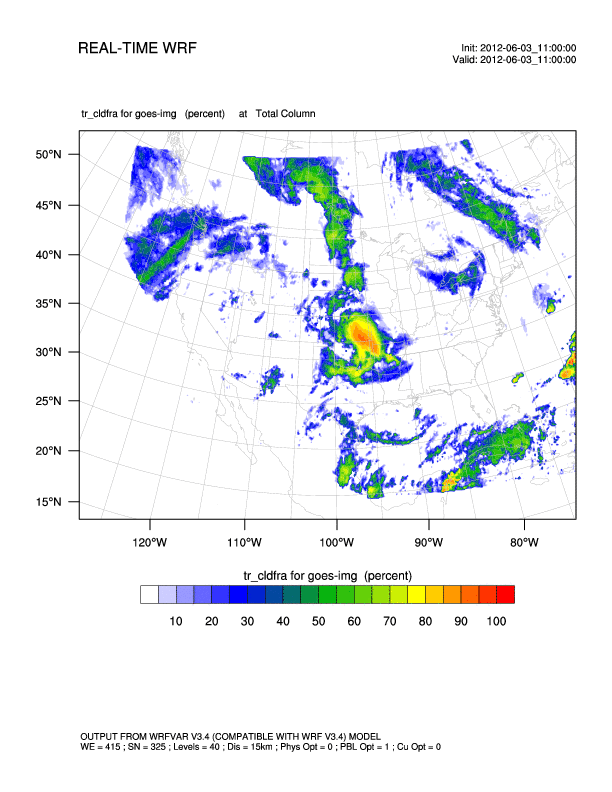 REAL-TIME WRF
Init: 2012-06-03_11:00:00
Valid: 2012-06-03_11:00:00
tr_cldfra for goes-img (percent) at Total Column
50°N
45°N
40°N
35°N
30°N
25°N
20°N
15°N
120°W 110°W 100°W 90°W 80°W
tr_cldfra for goes-img (percent)
10 20 30 40 50 60 70 80 90 100
OUTPUT FROM WRFVAR V3.4 (COMPATIBLE WITH WRF V3.4) MODEL
WE = 415 ; SN = 325 ; Levels = 40 ; Dis = 15km ; Phys Opt = 0 ; PBL Opt = 1 ; Cu Opt = 0